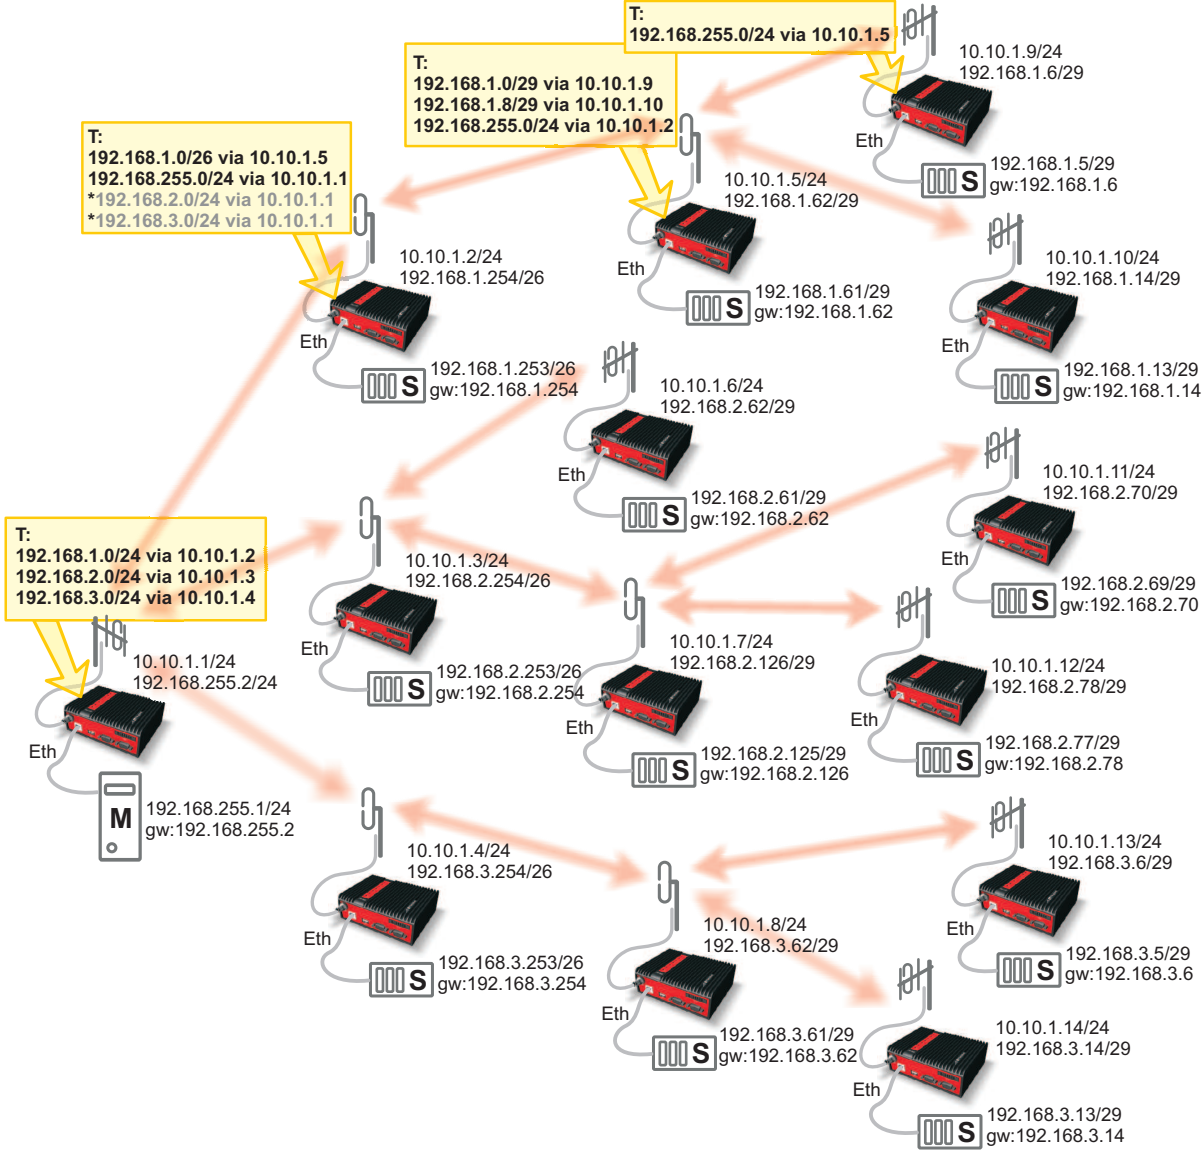 T:
192.168.255.0/24 via 10.10.1.5
10.10.1.9/24
192.168.1.6/29
Eth
S
192.168.1.5/29
gw:192.168.1.6
T:
192.168.1.0/29 via 10.10.1.9
192.168.1.8/29 via 10.10.1.10
192.168.255.0/24 via 10.10.1.2
10.10.1.5/24
192.168.1.62/29
Eth
S
192.168.1.61/29
gw:192.168.1.62
10.10.1.10/24
192.168.1.14/29
Eth
S
192.168.1.13/29
gw:192.168.1.14
T:
192.168.1.0/26 via 10.10.1.5
192.168.255.0/24 via 10.10.1.1
*192.168.2.0/24 via 10.10.1.1
*192.168.3.0/24 via 10.10.1.1
10.10.1.2/24
192.168.1.254/26
Eth
S
192.168.1.253/26
gw:192.168.1.254
10.10.1.6/24
192.168.2.62/29
Eth
S
192.168.2.61/29
gw:192.168.2.62
10.10.1.11/24
192.168.2.70/29
Eth
S
192.168.2.69/29
gw:192.168.2.70
T:
192.168.1.0/24 via 10.10.1.2
192.168.2.0/24 via 10.10.1.3
192.168.3.0/24 via 10.10.1.4
10.10.1.1/24
192.168.255.2/24
Eth
M
192.168.255.1/24
gw:192.168.255.2
10.10.1.3/24
192.168.2.254/26
Eth
S
192.168.2.253/26
gw:192.168.2.254
10.10.1.7/24
192.168.2.126/29
Eth
S
192.168.2.125/29
gw:192.168.2.126
10.10.1.12/24
192.168.2.78/29
Eth
S
192.168.2.77/29
gw:192.168.2.78
10.10.1.4/24
192.168.3.254/26
Eth
S
192.168.3.253/26
gw:192.168.3.254
10.10.1.8/24
192.168.3.62/29
Eth
S
192.168.3.61/29
gw:192.168.3.62
10.10.1.13/24
192.168.3.6/29
Eth
S
192.168.3.5/29
gw:192.168.3.6
10.10.1.14/24
192.168.3.14/29
Eth
S
192.168.3.13/29
gw:192.168.3.14